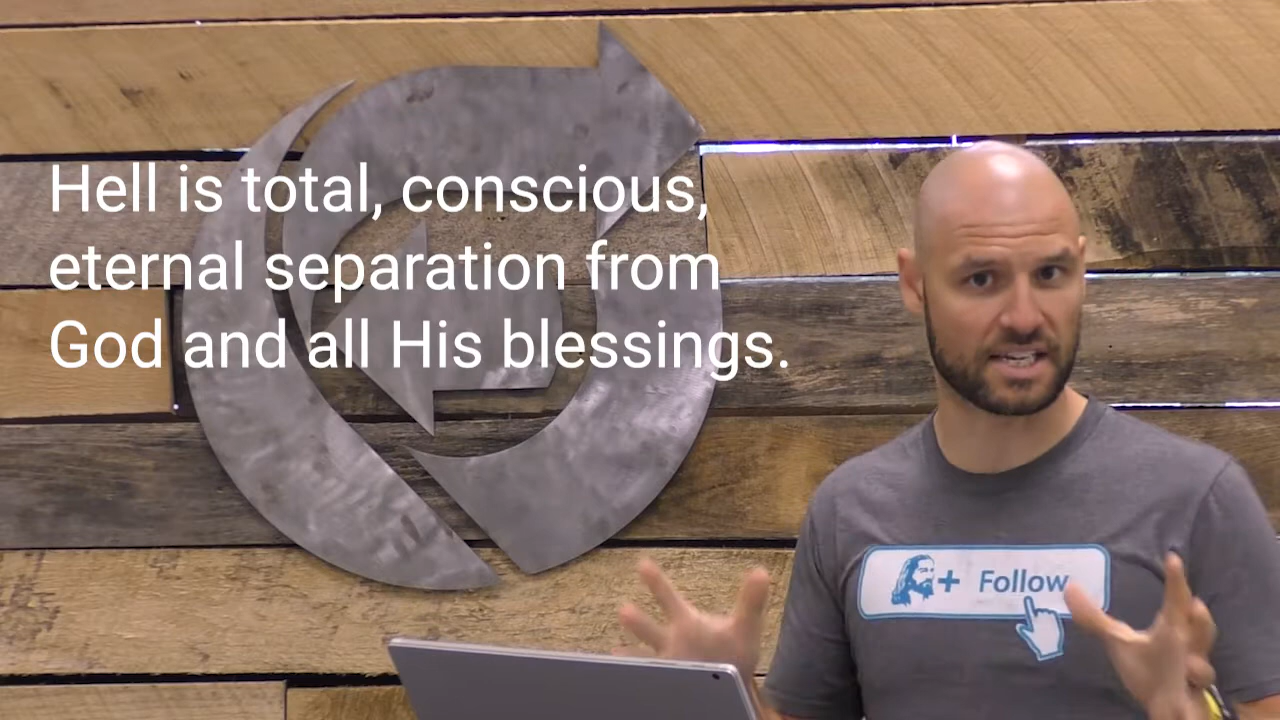 Hell is total, conscious,
eternal separation from
God and all His blessings.
+ Follow